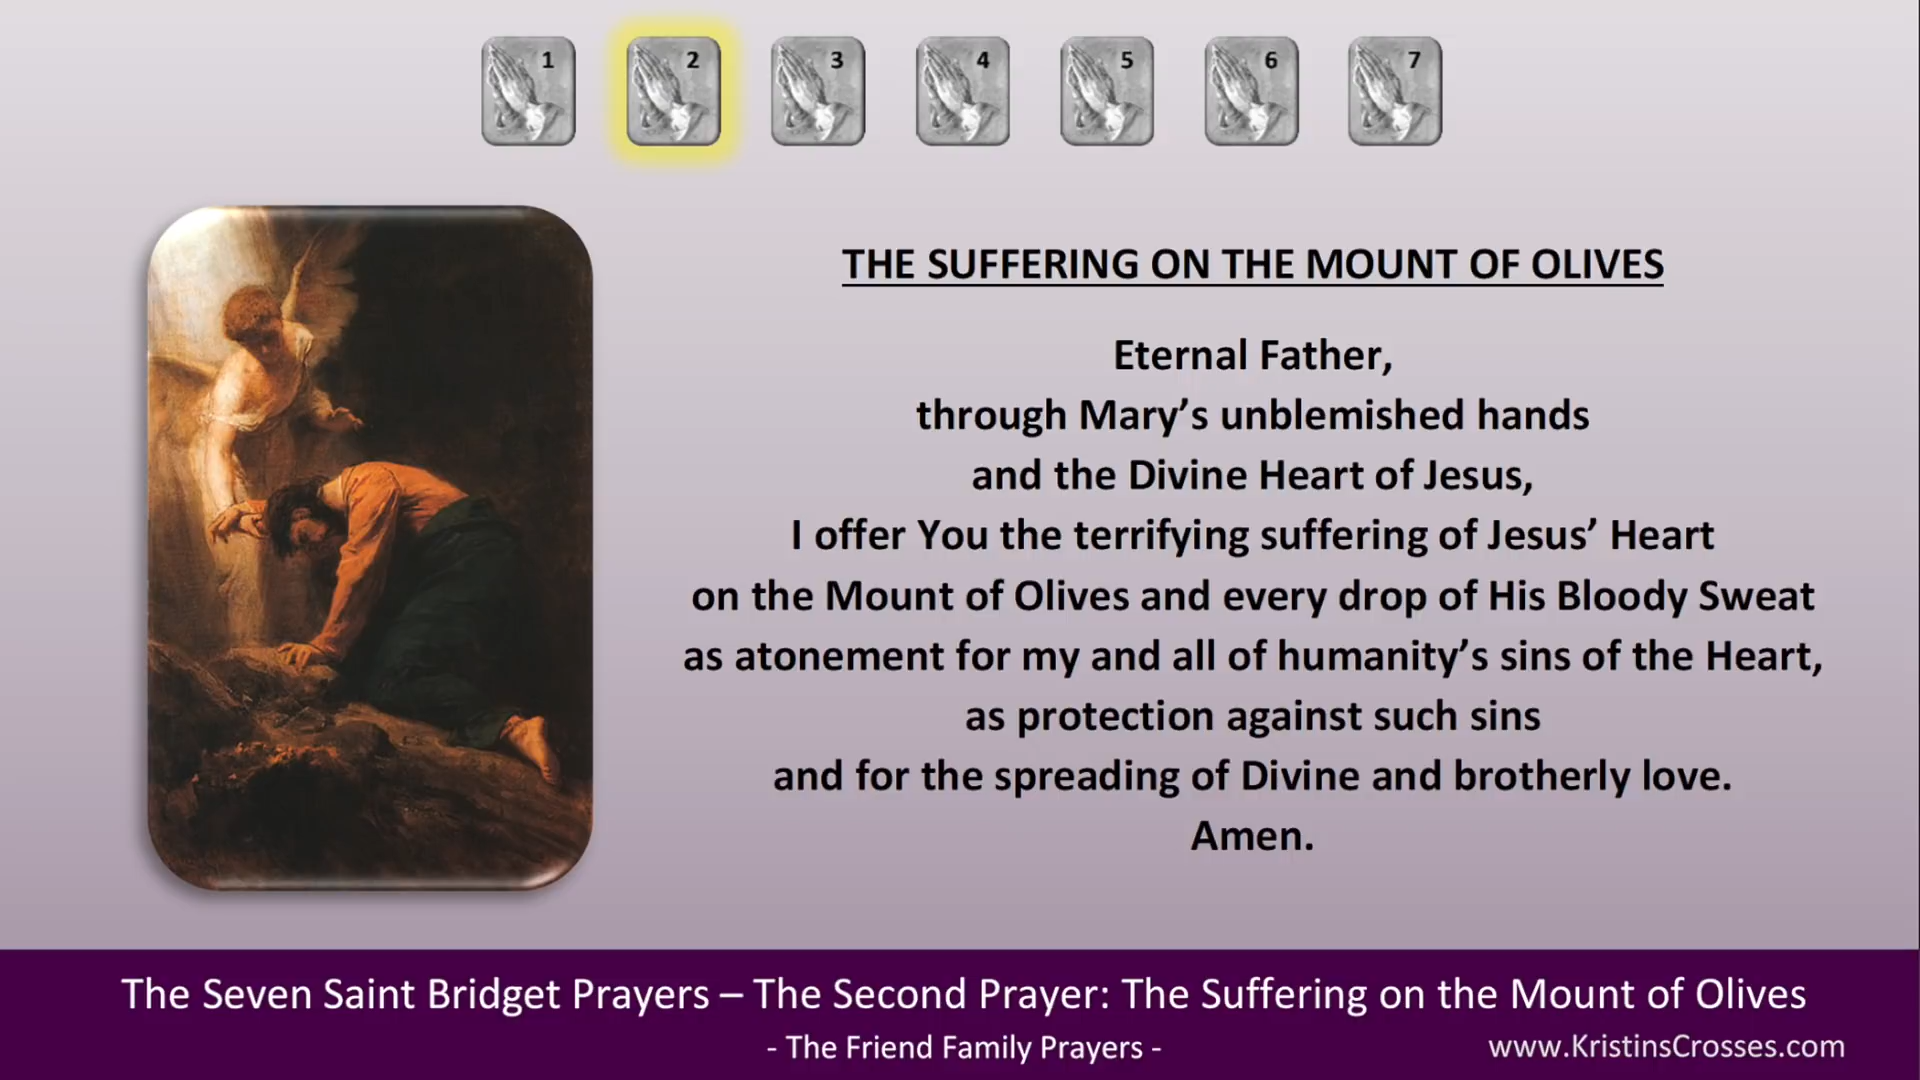 1 2 3 4 5 6 7
THE SUFFERING ON THE MOUNT OF OLIVES
Eternal Father,
through Mary’s unblemished hands
and the Divine Heart of Jesus,
I offer You the terrifying suffering of Jesus’ Heart
on the Mount of Olives and every drop of His Bloody Sweat
as atonement for my and all of humanity’s sins of the Heart,
as protection against such sins
and for the spreading of Divine and brotherly love.
Amen.
The Seven Saint Bridget Prayers – The Second Prayer: The Suffering on the Mount of Olives
- The Friend Family Prayers -
www.KristinsCrosses.com